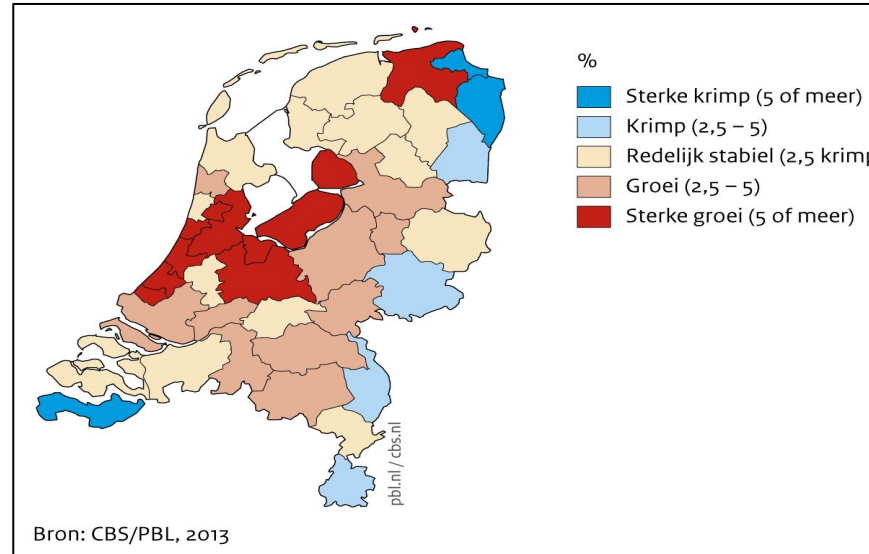 %
Sterke krimp (5 of meer)
Krimp (2,5 – 5)
Redelijk stabiel (2,5 krimp
Groei (2,5 – 5)
Sterke groei (5 of meer)
pbl.nl / cbs.nl
Bron: CBS/PBL, 2013